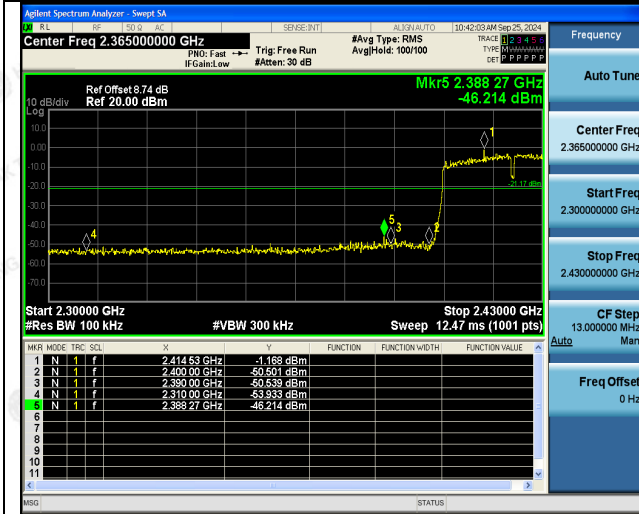 Agilent Spectrum Analyzer - Swept SA
RL RF 50 Ω AC SENSE:INT ALIGN AUTO 10:42:03 AM Sep 25, 2024
Center Freq 2.365000000 GHz
PNO: Fast
IFGain:Low
Trig: Free Run
#Atten: 30 dB
#Avg Type: RMS
Avg|Hold: 100/100
TRACE 1 2 3 4 5 6
TYPE M
DET P P P P P P
Ref Offset 8.74 dB
10 dB/div Ref 20.00 dBm
Log
Mkr5 2.388 27 GHz
-46.214 dBm
10.0
0.00
-10.0
-20.0
-30.0
-40.0
-50.0
-60.0
-70.0
1
-21.17 dBm
4
5
3
2
Start 2.30000 GHz Stop 2.43000 GHz
#Res BW 100 kHz #VBW 300 kHz Sweep 12.47 ms (1001 pts)
MKR MODE TRC SCL X Y FUNCTION FUNCTION WIDTH FUNCTION VALUE
1 N 1 f 2.414 53 GHz -1.168 dBm
2 N 1 f 2.400 00 GHz -50.501 dBm
3 N 1 f 2.390 00 GHz -50.539 dBm
4 N 1 f 2.310 00 GHz -53.933 dBm
5 N 1 f 2.388 27 GHz -46.214 dBm
6
7
8
9
10
11
MSG STATUS
Frequency
Auto Tune
Center Freq
2.365000000 GHz
Start Freq
2.300000000 GHz
Stop Freq
2.430000000 GHz
CF Step
13.000000 MHz
Auto Man
Freq Offset
0 Hz